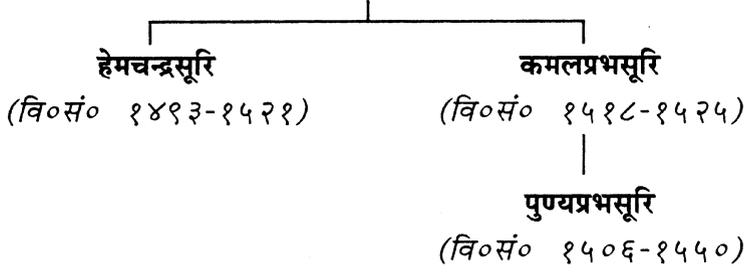 हेमचन्द्रसूरि कमलप्रभसूरि
(वि०सं० १४९३-१५२१) (वि०सं० १५१८-१५२५)
पुण्यप्रभसूरि
(वि०सं० १५०६-१५५०)